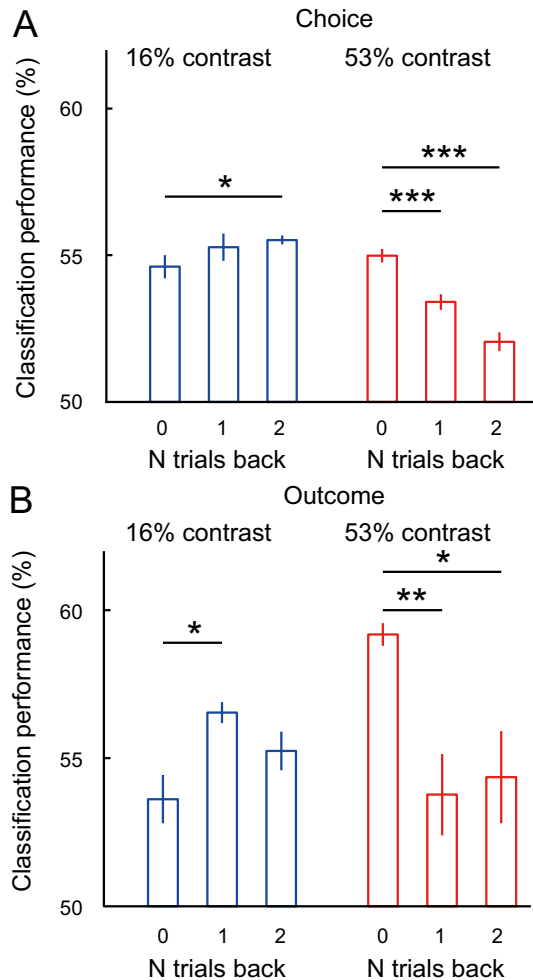 A
Choice
16% contrast 53% contrast
Classification performance (%)
60
55
50
*
***
***
0 1 2 0 1 2
N trials back N trials back
B
Outcome
16% contrast 53% contrast
Classification performance (%)
60
55
50
*
*
**
0 1 2 0 1 2
N trials back N trials back